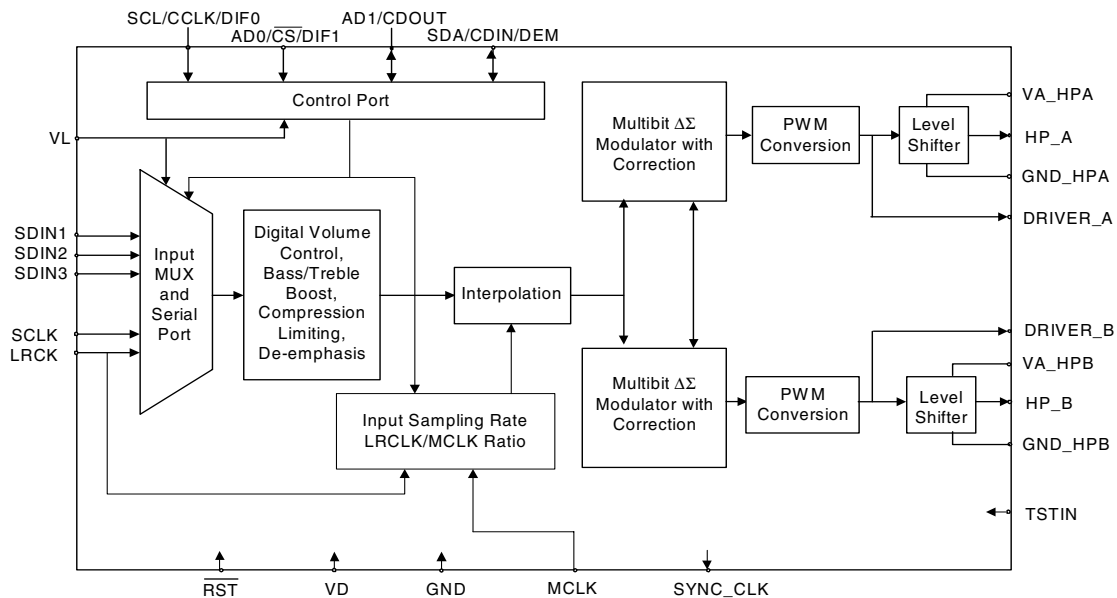 SCL/CCLK/DIF0
AD1/CDOUT
AD0/CS/DIF1
SDA/CDIN/DEM
Control Port
VL
SDIN1
SDIN2
SDIN3
SCLK
LRCK
Input
MUX
and
Serial
Port
Digital Volume
Control,
Bass/Treble
Boost,
Compression
Limiting,
De-emphasis
Interpolation
Input Sampling Rate
LRCLK/MCLK Ratio
Multibit ΔΣ
Modulator with
Correction
PWM
Conversion
Level
Shifter
VA_HPA
HP_A
GND_HPA
DRIVER_A
Multibit ΔΣ
Modulator with
Correction
PWM
Conversion
Level
Shifter
DRIVER_B
VA_HPB
HP_B
GND_HPB
TSTIN
RST
VD
GND
MCLK
SYNC_CLK